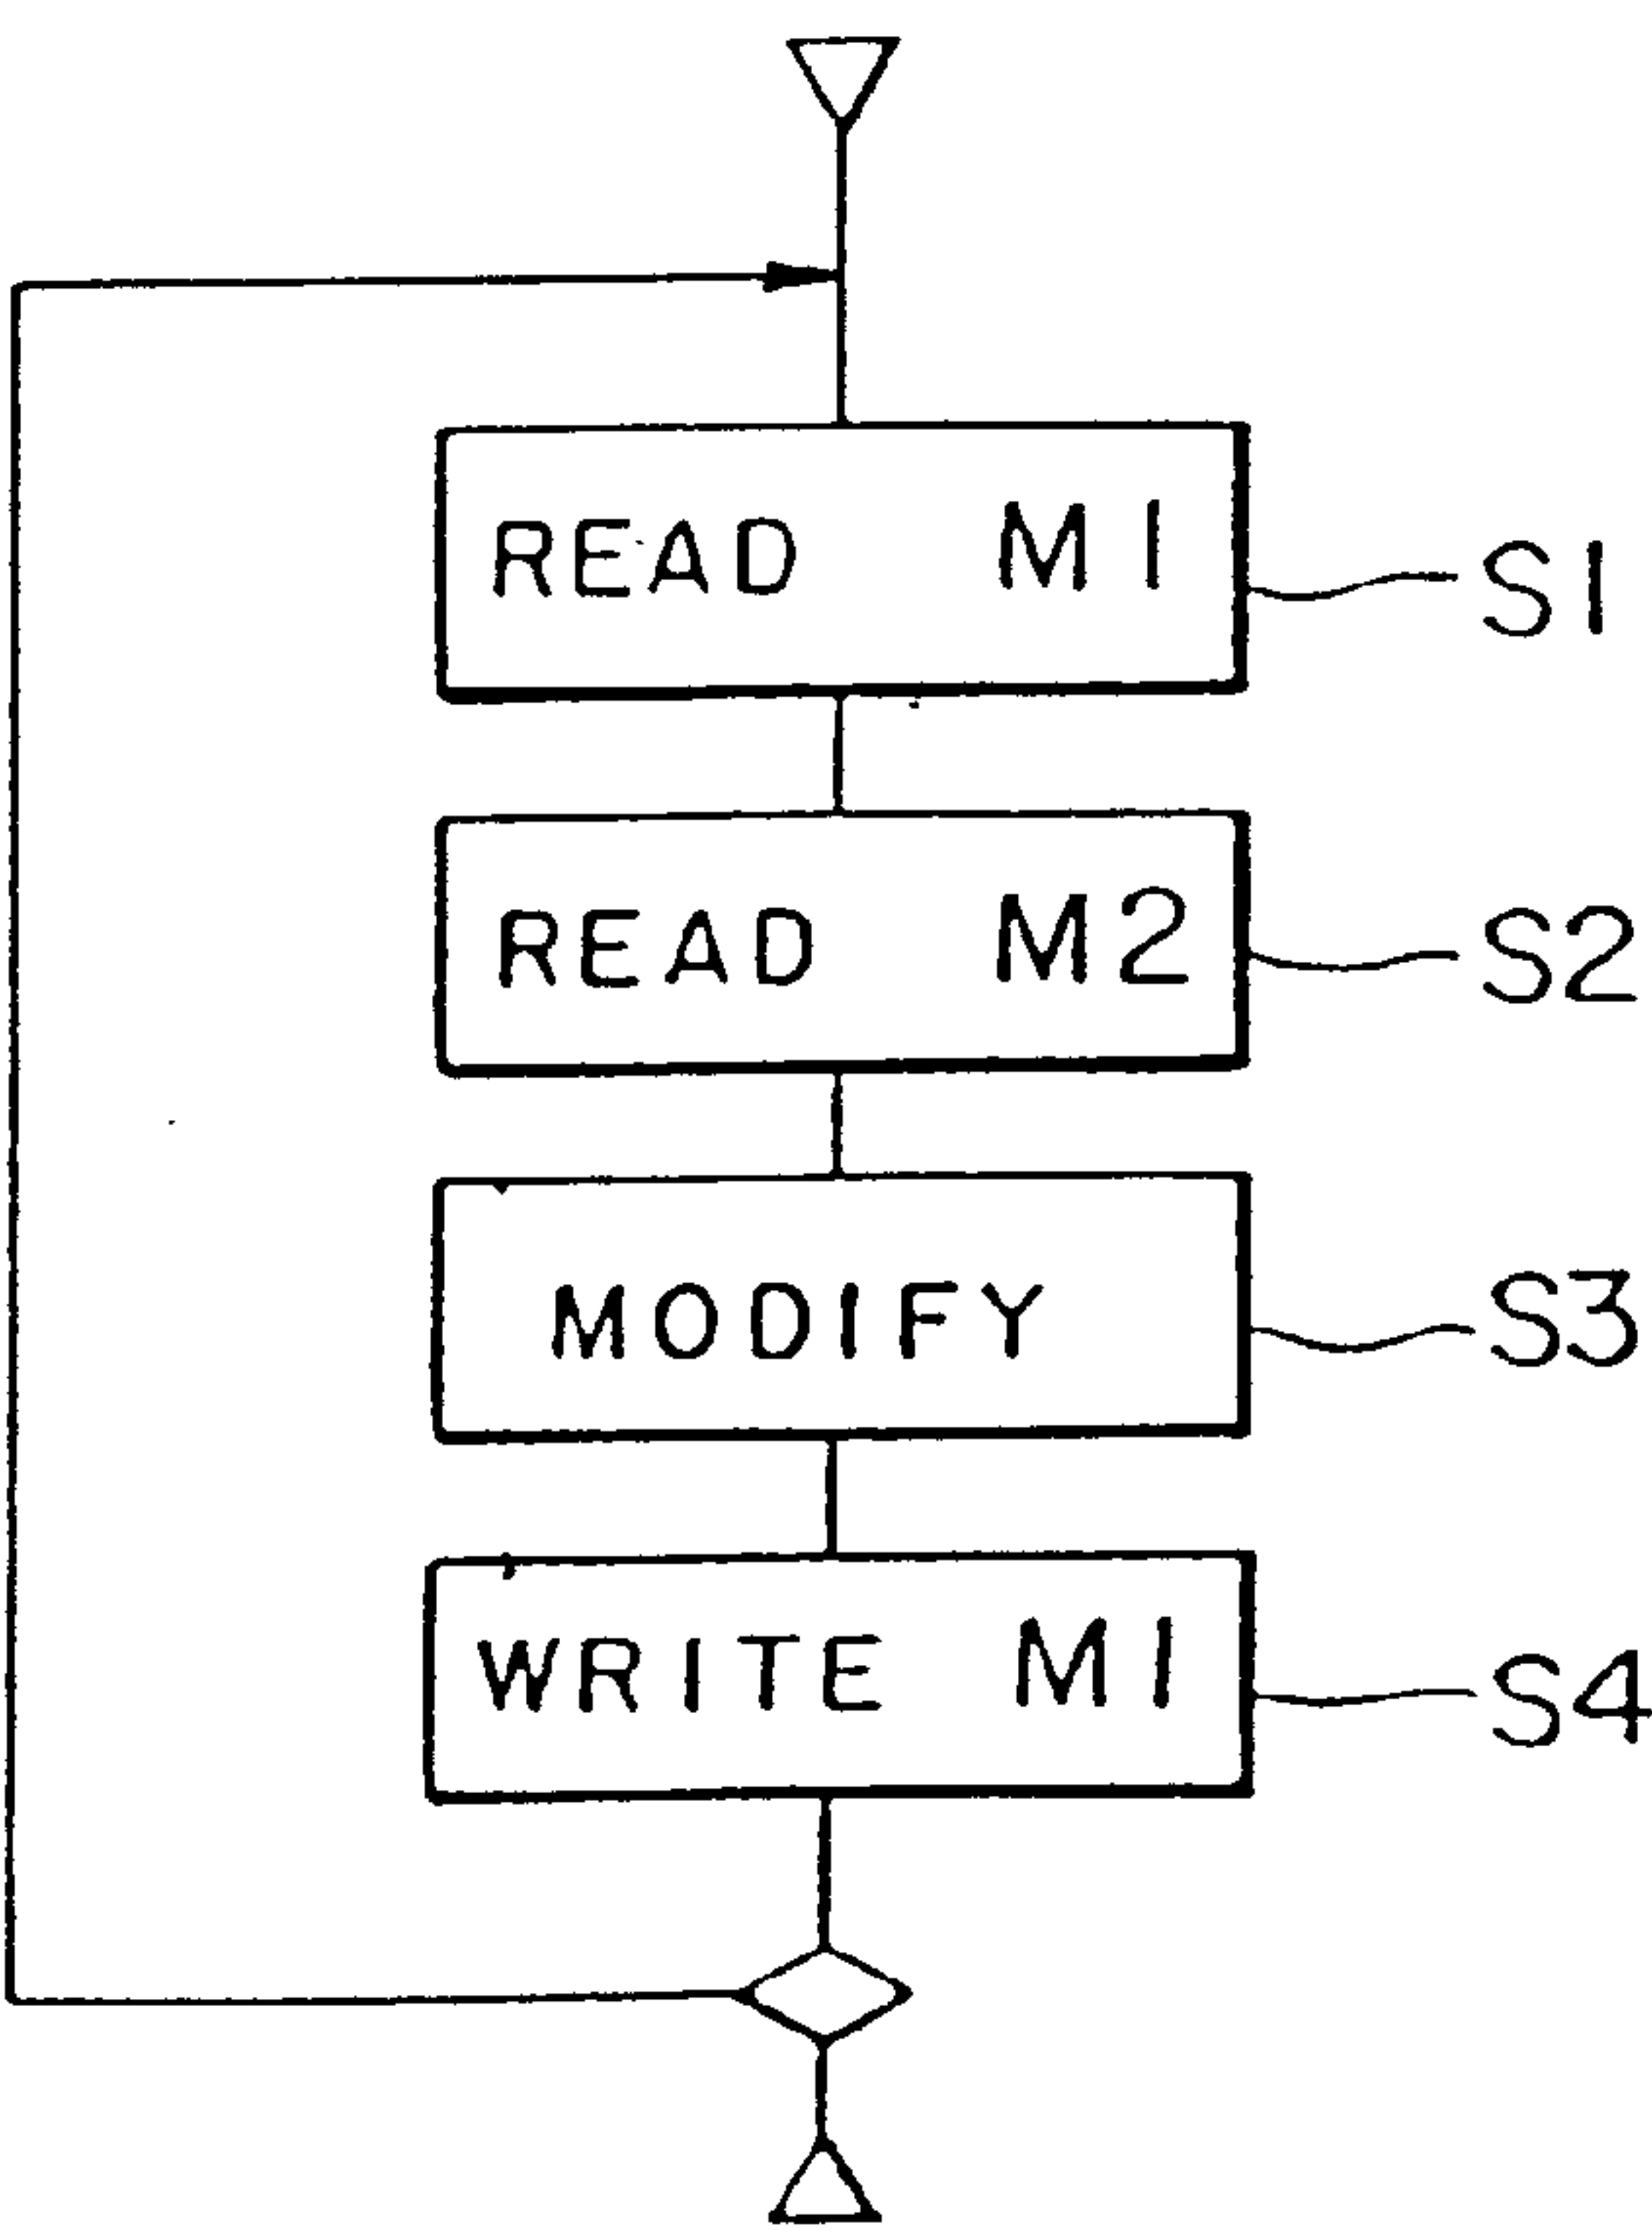 READ M1
S1
READ M2
S2
MODIFY
S3
WRITE M1
S4